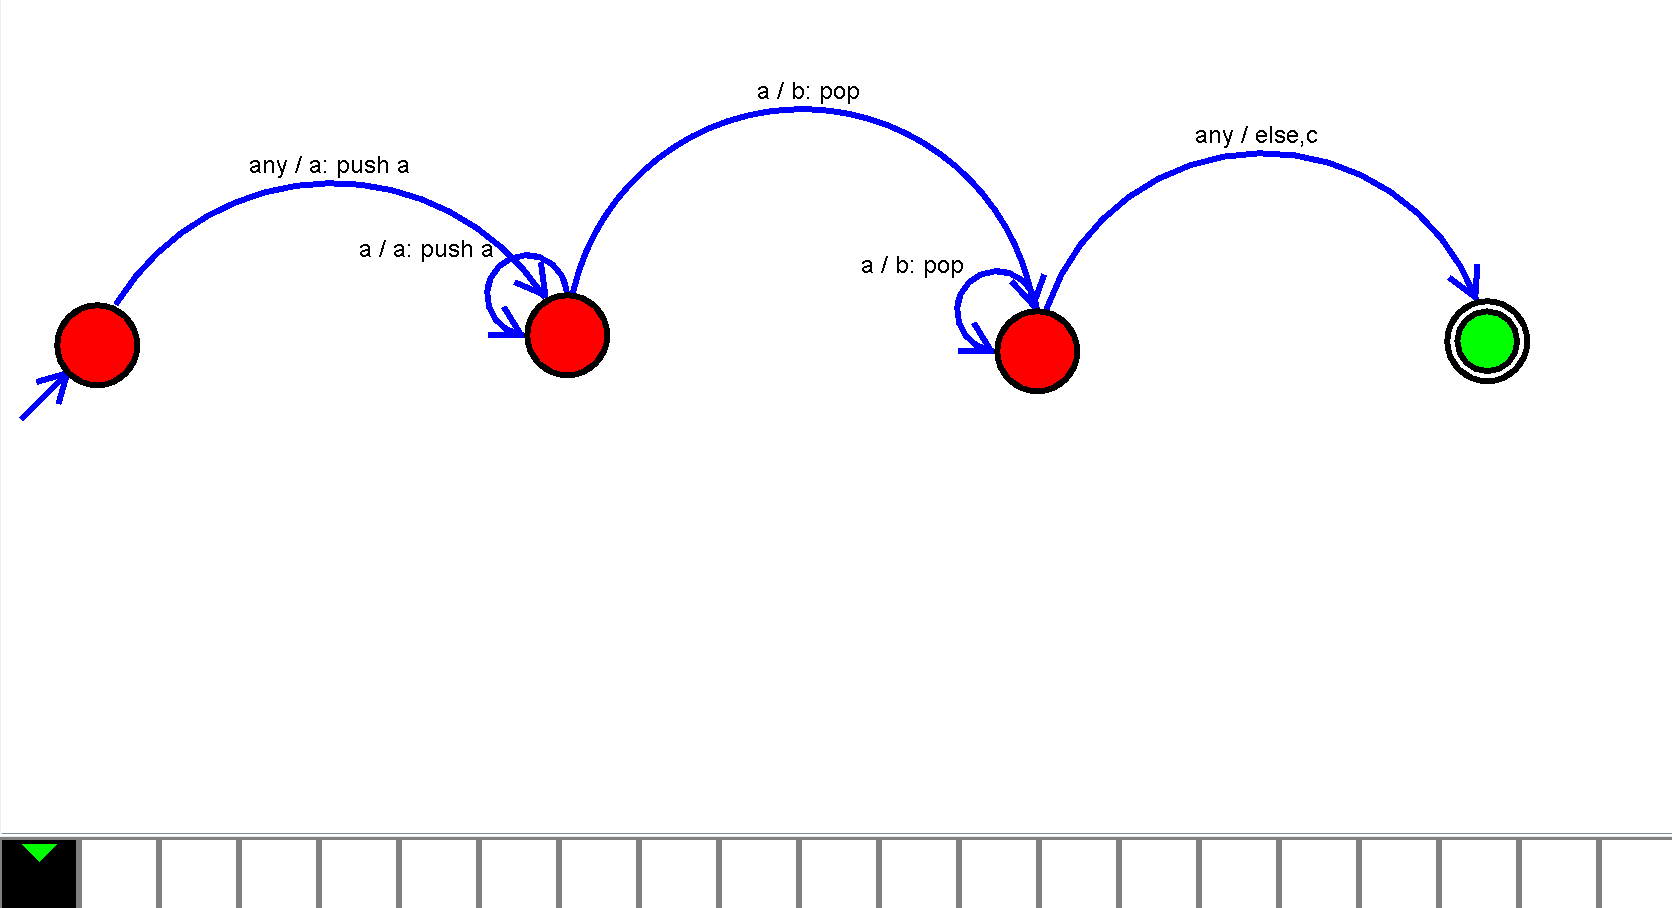 any / a: push a
a / a: push a
a / b: pop
a / b: pop
any / else,c